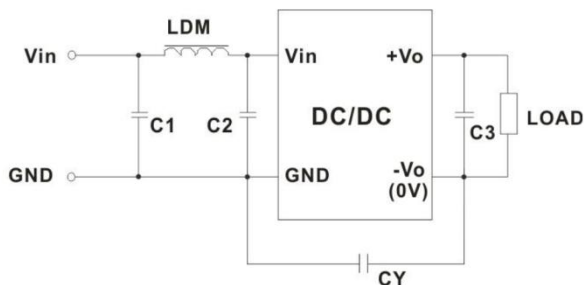 LDM
Vin
Vin
+Vo
C1
C2
DC/DC
C3
LOAD
GND
GND
-Vo
(0V)
CY